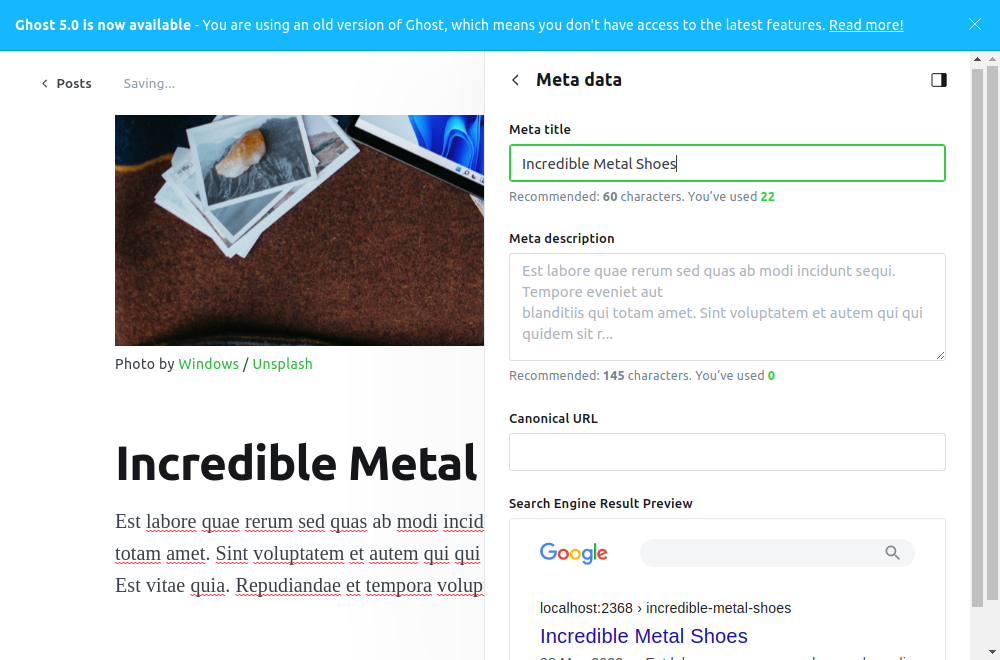 Ghost 5.0 is now available - You are using an old version of Ghost, which means you don't have access to the latest features. Read more!
Posts
Saving...
Photo by Windows / Unsplash
Incredible Metal
Est labore quae rerum sed quas ab modi incid
totam amet. Sint voluptatem et autem qui qui
Est vitae quia. Repudiandae et tempora volup
Meta data
Meta title
Incredible Metal Shoes
Recommended: 60 characters. You've used 22
Meta description
Est labore quae rerum sed quas ab modi incidunt sequi.
Tempore eveniet aut
blanditiis qui totam amet. Sint voluptatem et autem qui qui
quidem sit r...
Recommended: 145 characters. You've used 0
Canonical URL
Search Engine Result Preview
Google
localhost:2368 › incredible-metal-shoes
Incredible Metal Shoes